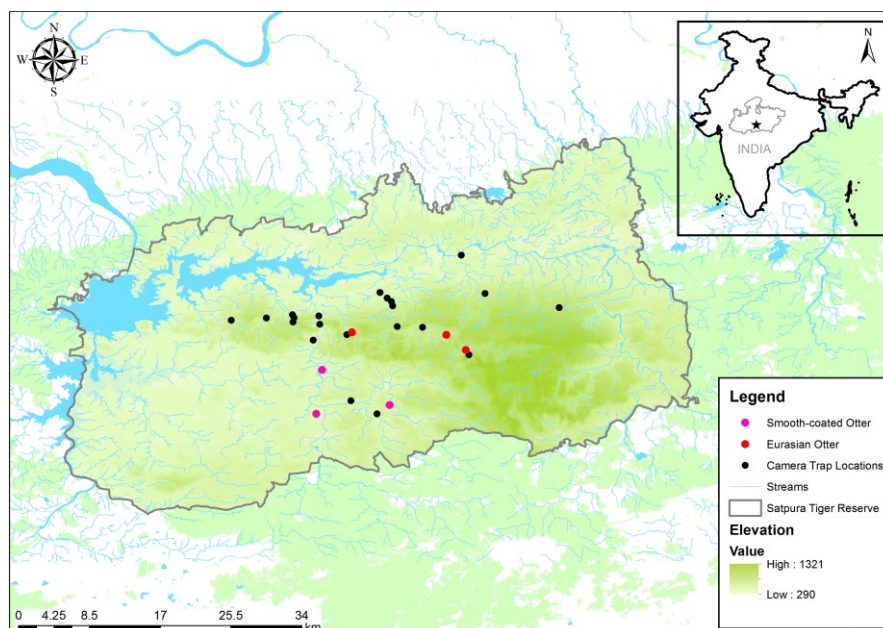 N
W E
S
N
INDIA
Legend
Smooth-coated Otter
Eurasian Otter
Camera Trap Locations
Streams
Satpura Tiger Reserve
Elevation
Value
High : 1321
Low : 290
0 4.25 8.5 17 25.5 34
km